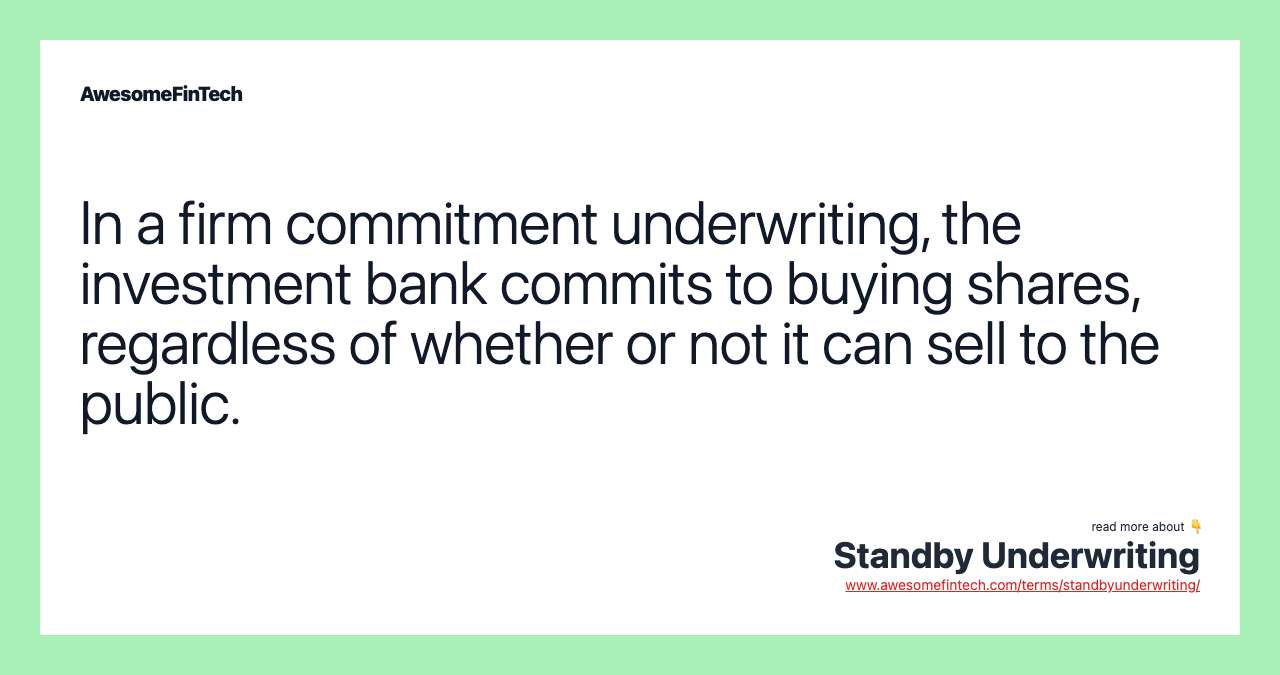 AwesomeFinTech
In a firm commitment underwriting, the
investment bank commits to buying shares,
regardless of whether or not it can sell to the
public.
read more about 👇
Standby Underwriting
www.awesomefintech.com/terms/standbyunderwriting/